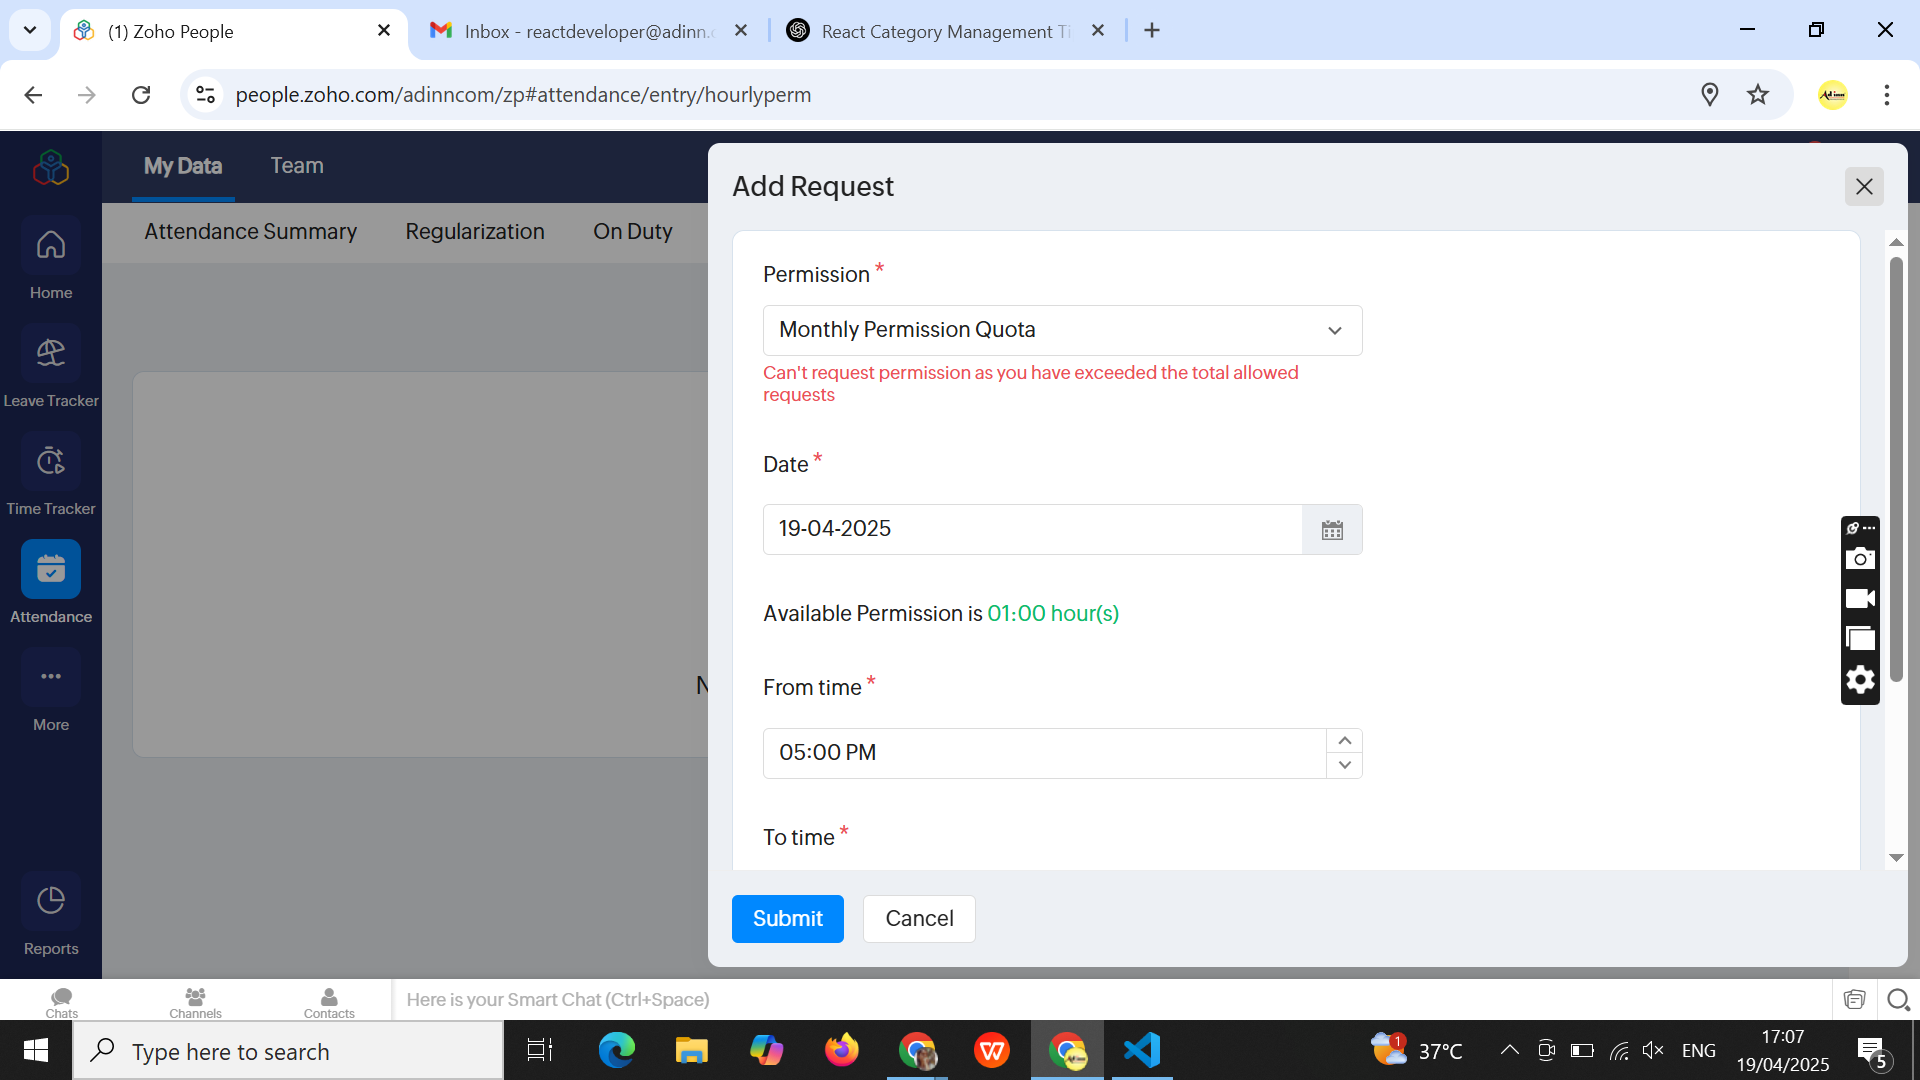 (1) Zoho People
Inbox - reactdeveloper@adinn.
React Category Management Ti
people.zoho.com/adinncom/zp#attendance/entry/hourlyperm
My Data
Team
Attendance Summary
Regularization
On Duty
Home
Leave Tracker
Time Tracker
Attendance
More
Reports
N
Add Request
Permission *
Monthly Permission Quota
Can't request permission as you have exceeded the total allowed
requests
Date *
19-04-2025
Available Permission is 01:00 hour(s)
From time *
05:00 PM
To time *
Submit
Cancel
Chats
Channels
Contacts
Here is your Smart Chat (Ctrl+Space)
Type here to search
1
37°C
ENG
17:07
19/04/2025
5